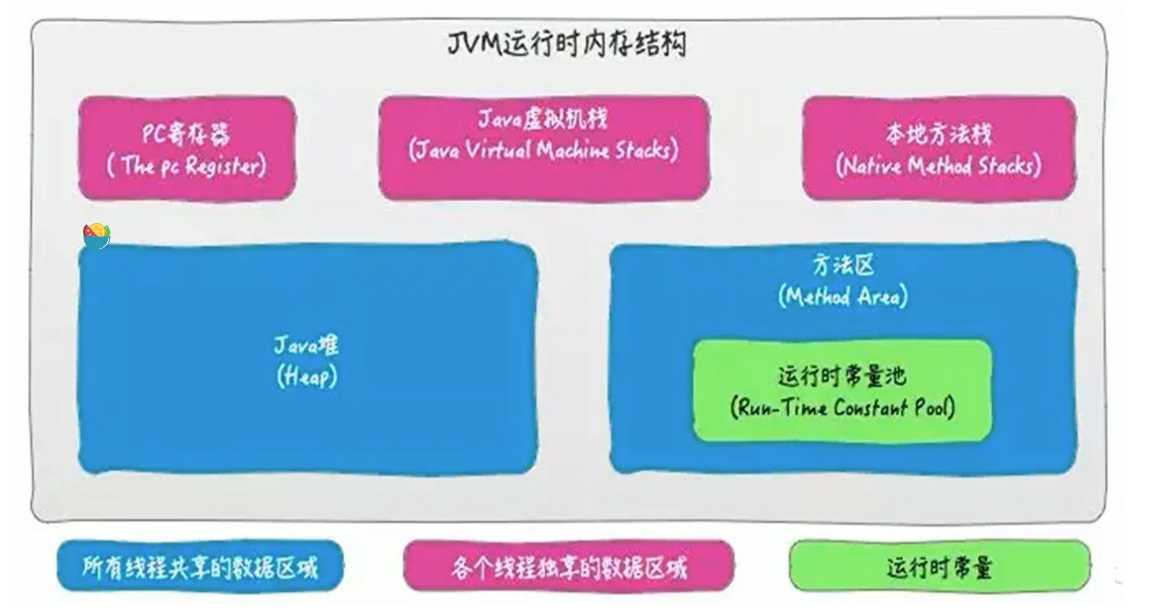 JVM运行时内存结构
PC寄存器
( The pc Register)
Java虚拟机栈
(Java Virtual Machine Stacks)
本地方法栈
(Native Method Stacks)
Java堆
(Heap)
方法区
(Method Area)
运行时常量池
(Run-Time Constant Pool)
所有线程共享的数据区域
各个线程独享的数据区域
运行时常量